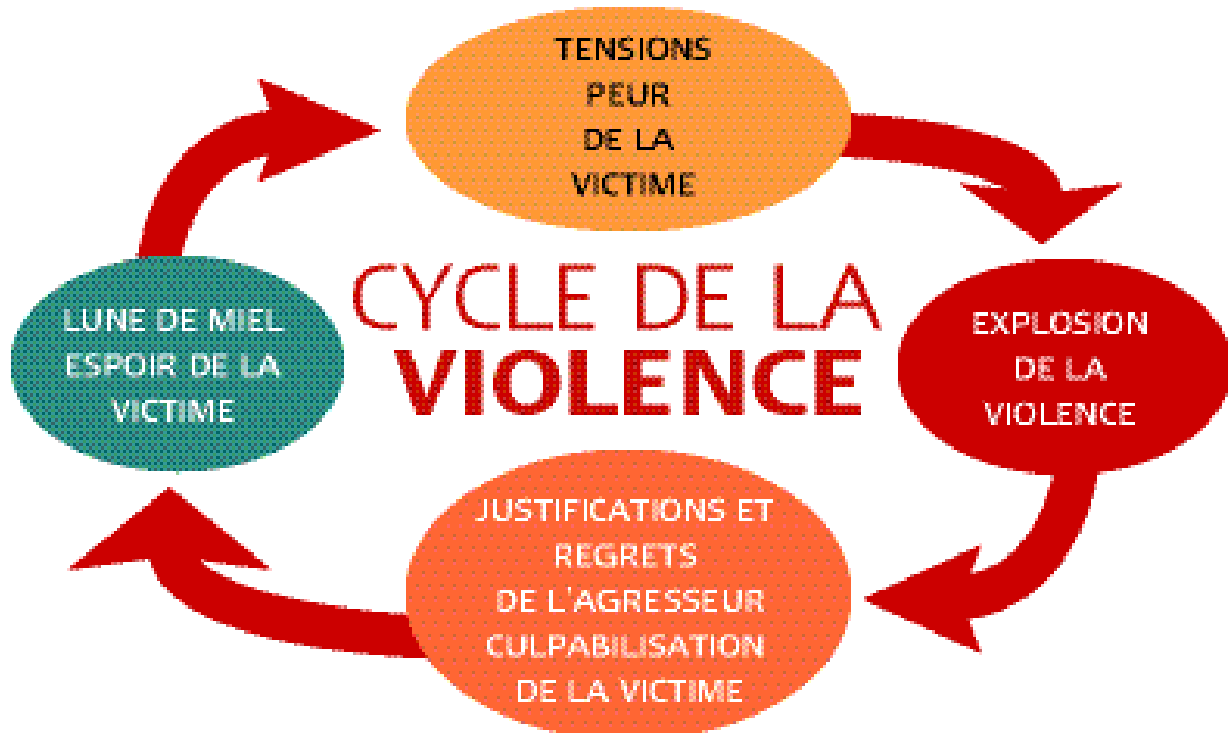 TENSIONS
PEUR
DE LA
VICTIME
CYCLE DE LA
VIOLENCE
EXPLOSION
DE LA
VIOLENCE
JUSTIFICATIONS ET
REGRETS
DE L'AGRESSEUR
CULPABILISATION
DE LA VICTIME
LUNE DE MIEL
ESPOIR DE LA
VICTIME